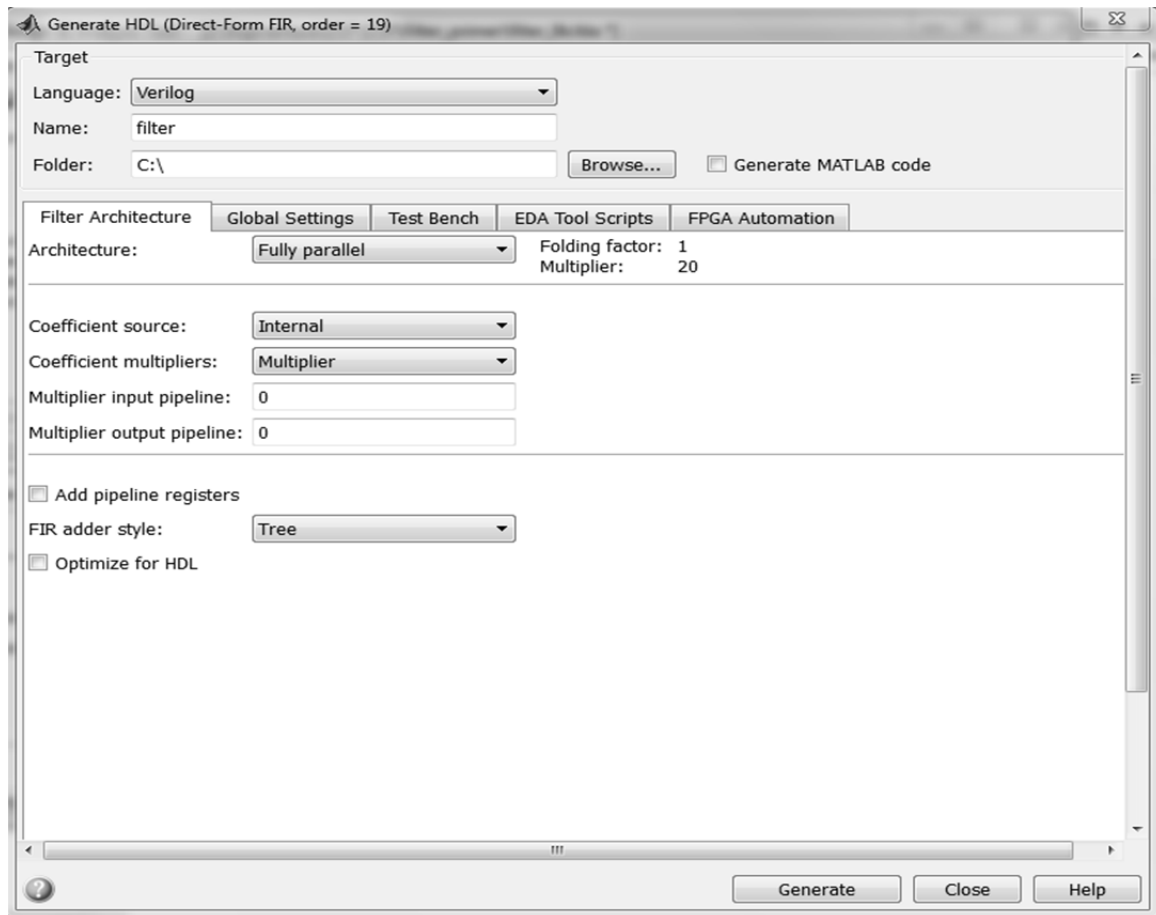 Generate HDL (Direct-Form FIR, order = 19)
Target
Language: Verilog
Name: filter
Folder: C:\ Browse... Generate MATLAB code
Filter Architecture Global Settings Test Bench EDA Tool Scripts FPGA Automation
Architecture: Fully parallel Folding factor: 1
Multiplier: 20
Coefficient source: Internal
Coefficient multipliers: Multiplier
Multiplier input pipeline: 0
Multiplier output pipeline: 0
Add pipeline registers
FIR adder style: Tree
Optimize for HDL
? Generate Close Help